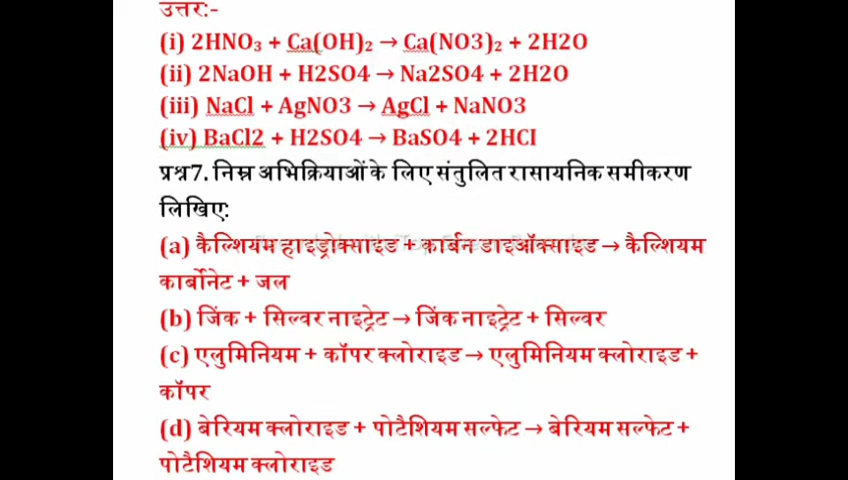 उत्तर:-
(i) 2HNO₃ + Ca(OH)₂ → Ca(NO3)₂ + 2H2O
(ii) 2NaOH + H2SO4 → Na2SO4 + 2H2O
(iii) NaCl + AgNO3 → AgCl + NaNO3
(iv) BaCl2 + H2SO4 → BaSO4 + 2HCI
प्रश्न7. निम्न अभिक्रियाओं के लिए संतुलित रासायनिक समीकरण
लिखिए:
(a) कैल्शियम हाइड्रोक्साइड + कार्बन डाइऑक्साइड → कैल्शियम
कार्बोनेट + जल
(b) जिंक + सिल्वर नाइट्रेट → जिंक नाइट्रेट + सिल्वर
(c) एलुमिनियम + कॉपर क्लोराइड → एलुमिनियम क्लोराइड +
कॉपर
(d) बेरियम क्लोराइड + पोटैशियम सल्फेट → बेरियम सल्फेट +
पोटैशियम क्लोराइड